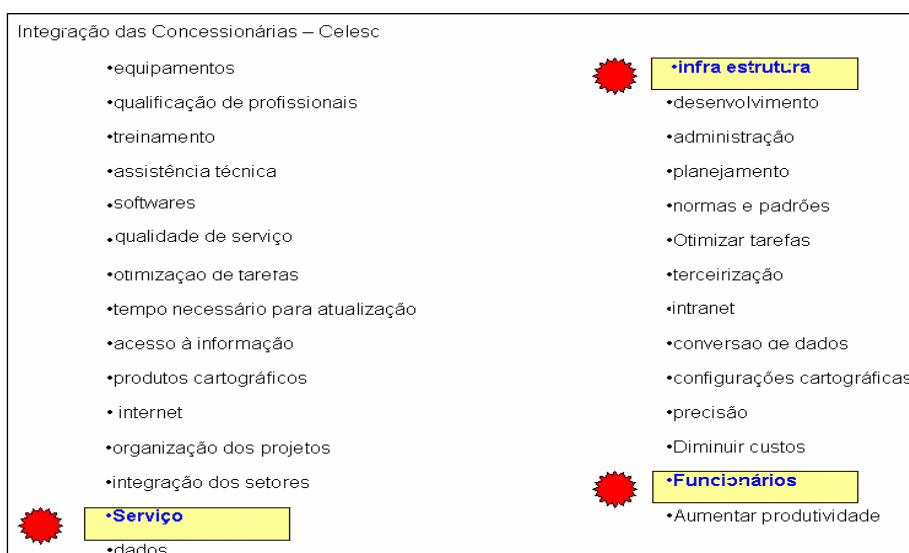 Integração das Concessionárias – Celesc
•equipamentos
•qualificação de profissionais
•treinamento
•assistência técnica
•softwares
•qualidade de serviço
•otimização de tarefas
•tempo necessário para atualização
•acesso à informação
•produtos cartográficos
• internet
•organização dos projetos
•integração dos setores
•Serviço
•dados
•infra estrutura
•desenvolvimento
•administração
•planejamento
•normas e padrões
•Otimizar tarefas
•terceirização
•intranet
•conversao de dados
•configurações cartográficas
•precisão
•Diminuir custos
•Funcionários
•Aumentar produtividade